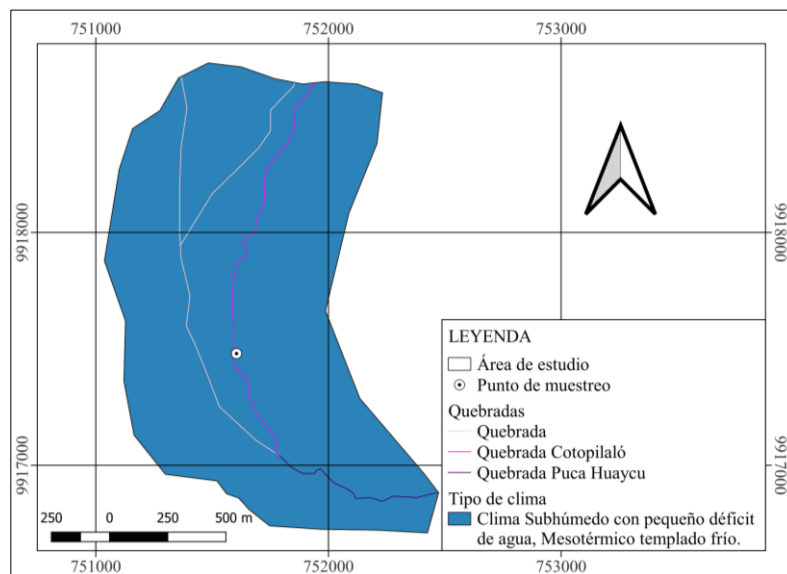 751000 752000 753000
9918000 9918000
LEYENDA
Área de estudio
Punto de muestreo
Quebradas
Quebrada
Quebrada Cotopilaló
Quebrada Puca Huaycu
9917000 9917000
Tipo de clima
Clima Subhúmedo con pequeño déficit
de agua, Mesotérmico templado frío.
250 0 250 500 m
751000 752000 753000